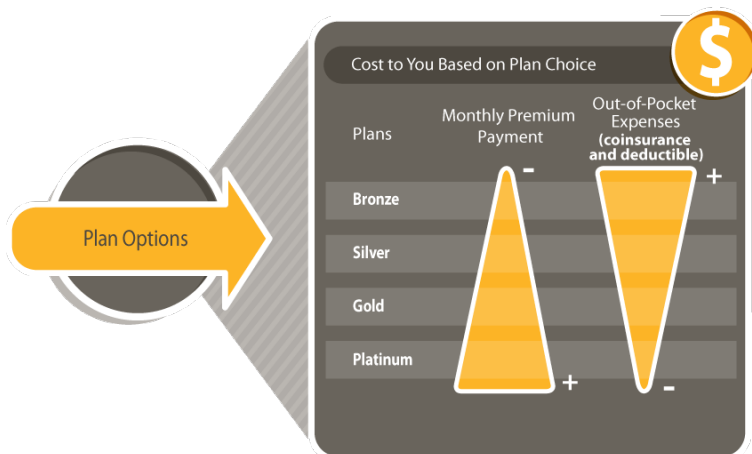 $
Cost to You Based on Plan Choice
Plans
Monthly Premium
Payment
Out-of-Pocket
Expenses
(coinsurance
and deductible)
-
+
Bronze
Silver
Gold
Platinum
+
-
Plan Options